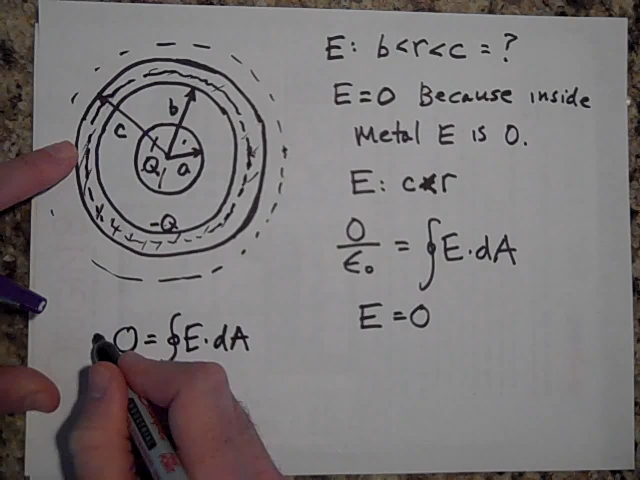 E: b<r<c = ?
E=0 Because inside
Metal E is 0.
E: c<r
0/ϵ₀ = ∮E·dA
E=0
b
c
Q
a
-Q
0=∮E·dA